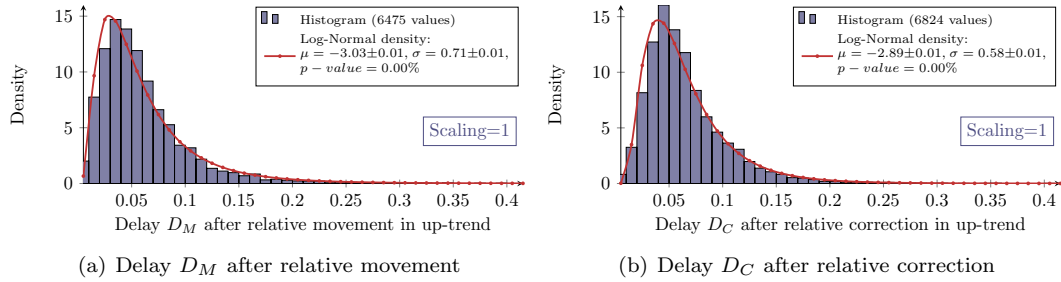 15
10
5
0
Density
Histogram (6475 values)
Log-Normal density:
μ = −3.03±0.01, σ = 0.71±0.01,
p − value = 0.00%
Scaling=1
0.05 0.1 0.15 0.2 0.25 0.3 0.35 0.4
Delay D_M after relative movement in up-trend
(a) Delay D_M after relative movement
15
10
5
0
Density
Histogram (6824 values)
Log-Normal density:
μ = −2.89±0.01, σ = 0.58±0.01,
p − value = 0.00%
Scaling=1
0.05 0.1 0.15 0.2 0.25 0.3 0.35 0.4
Delay D_C after relative correction in up-trend
(b) Delay D_C after relative correction